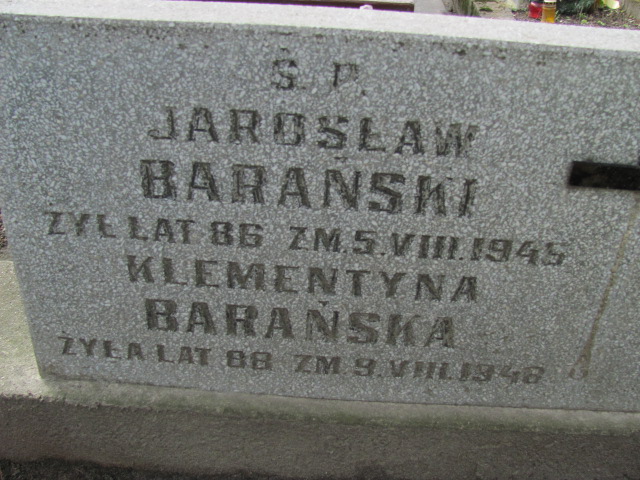 Ś. P.
JAROSŁAW
BARAŃSKI
ŻYŁ LAT 86 ZM. 5. VIII. 1945
KLEMENTYNA
BARAŃSKA
ŻYŁA LAT 88 ZM 9. VIII. 1948